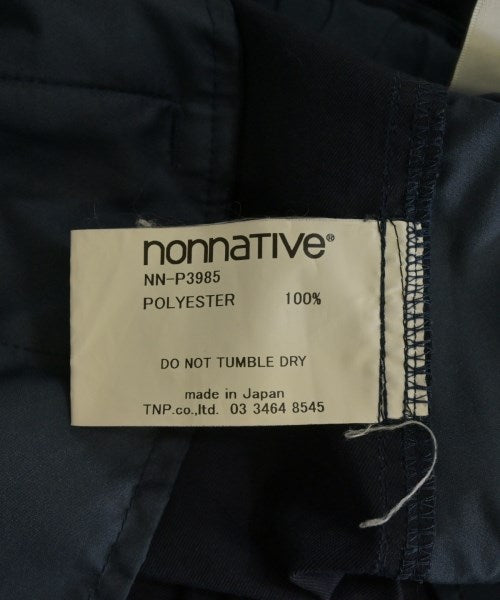 nonnative®
NN-P3985
POLYESTER 100%
DO NOT TUMBLE DRY
made in Japan
TNP.co.,ltd. 03 3464 8545